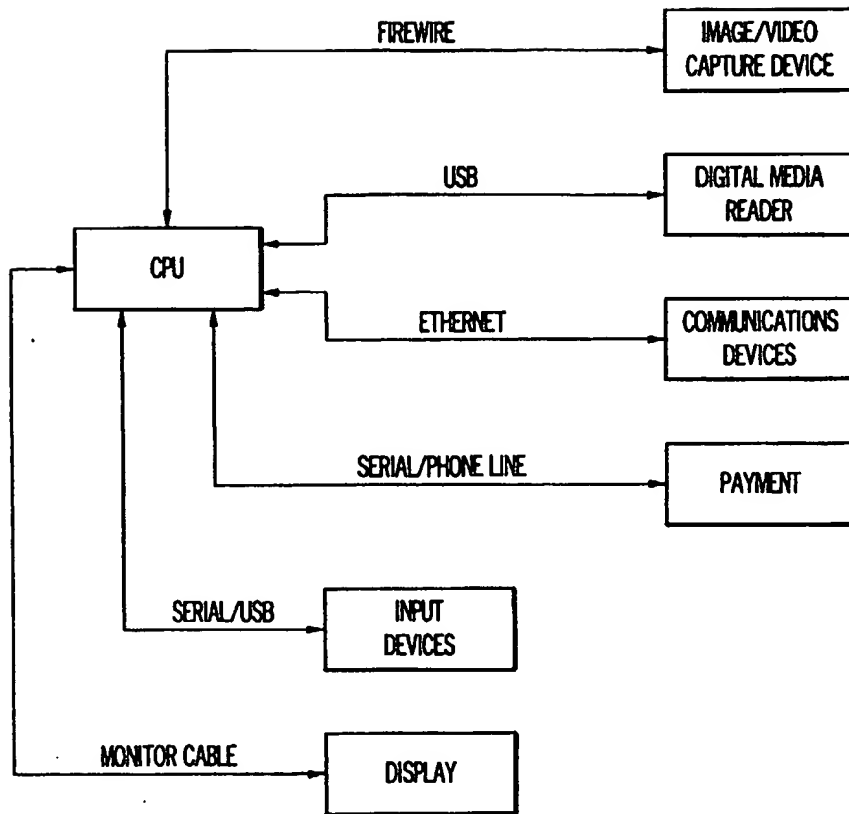 FIREWIRE
IMAGE/VIDEO
CAPTURE DEVICE
USB
DIGITAL MEDIA
READER
CPU
ETHERNET
COMMUNICATIONS
DEVICES
SERIAL/PHONE LINE
PAYMENT
SERIAL/USB
INPUT
DEVICES
MONITOR CABLE
DISPLAY